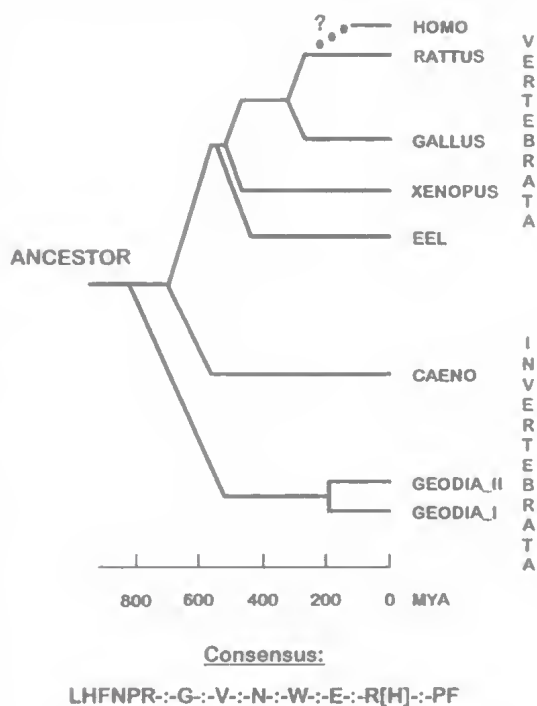 ?
HOMO
RATTUS
GALLUS
XENOPUS
EEL
VERTEBRATA
ANCESTOR
CAENO
GEODIA_II
GEODIA_I
INVERTEBRATA
800 600 400 200 0 MYA
Consensus:
LHFNPR-:-G-:-V-:-N-:-W-:-E-:-R[H]-:-PF